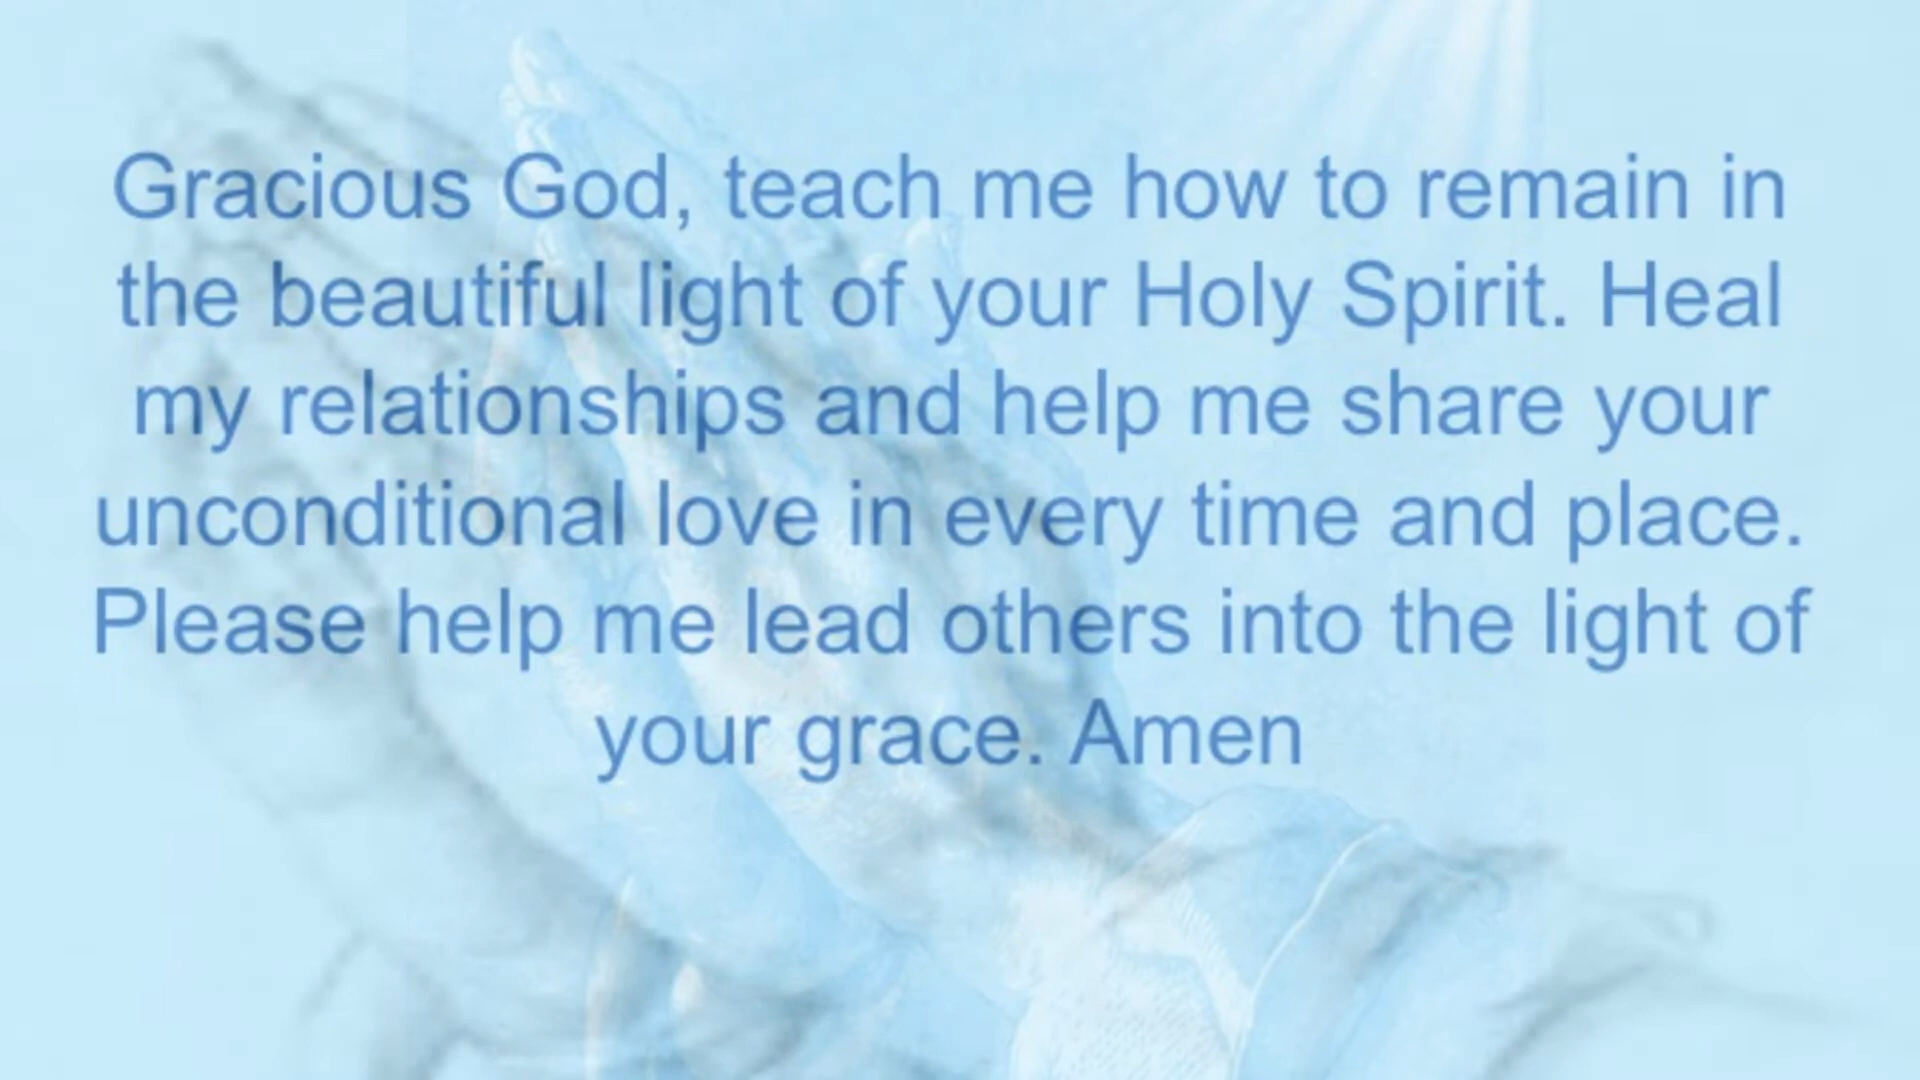 Gracious God, teach me how to remain in
the beautiful light of your Holy Spirit. Heal
my relationships and help me share your
unconditional love in every time and place.
Please help me lead others into the light of
your grace. Amen